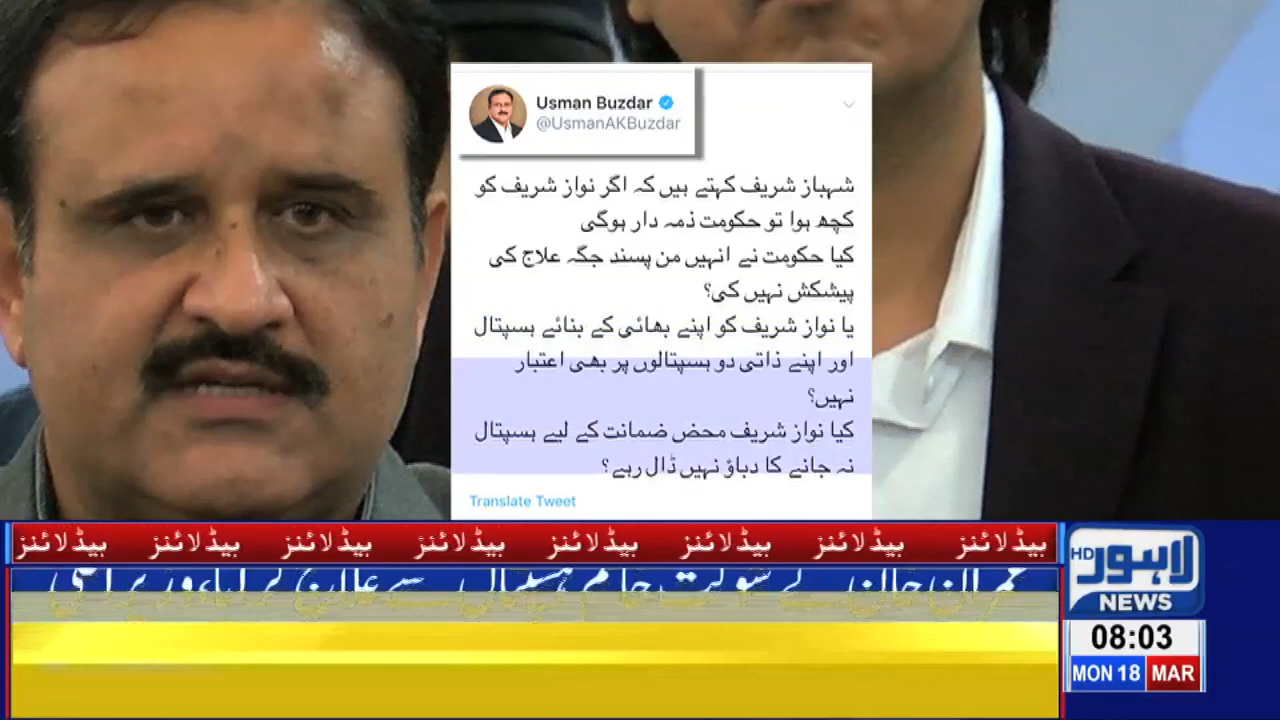 Usman Buzdar
@UsmanAKBuzdar
شہباز شریف کہتے ہیں کہ اگر نواز شریف کو
کچھ ہوا تو حکومت ذمہ دار ہوگی
کیا حکومت نے انہیں من پسند جگہ علاج کی
پیشکش نہیں کی؟
یا نواز شریف کو اپنے بھائی کے بنائے ہسپتال
اور اپنے ذاتی دو ہسپتالوں پر بھی اعتبار
نہیں؟
کیا نواز شریف محض ضمانت کے لیے ہسپتال
نہ جانے کا دباؤ نہیں ڈال رہے؟
Translate Tweet
ہیڈلائنز ہیڈلائنز ہیڈلائنز ہیڈلائنز ہیڈلائنز ہیڈلائنز ہیڈلائنز ہیڈلائنز
لاہور HD
NEWS
08:03
MON 18 MAR